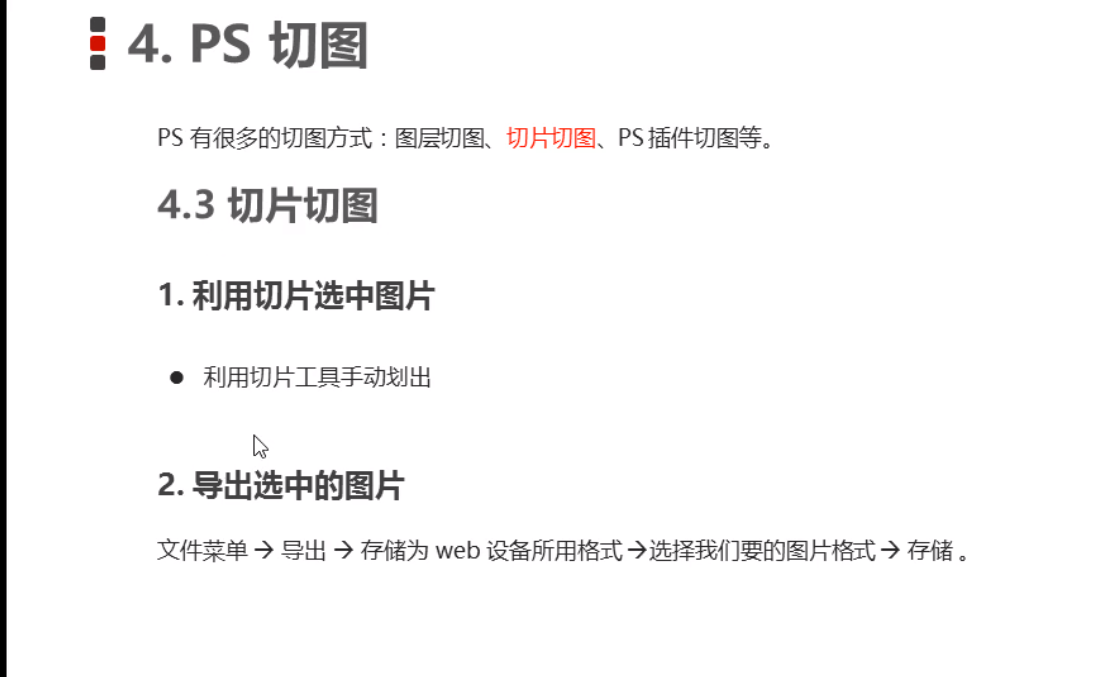 4. PS 切图
PS 有很多的切图方式：图层切图、切片切图、PS 插件切图等。
4.3 切片切图
1. 利用切片选中图片
● 利用切片工具手动划出
2. 导出选中的图片
文件菜单 → 导出 → 存储为 web 设备所用格式 →选择我们要的图片格式→ 存储 。